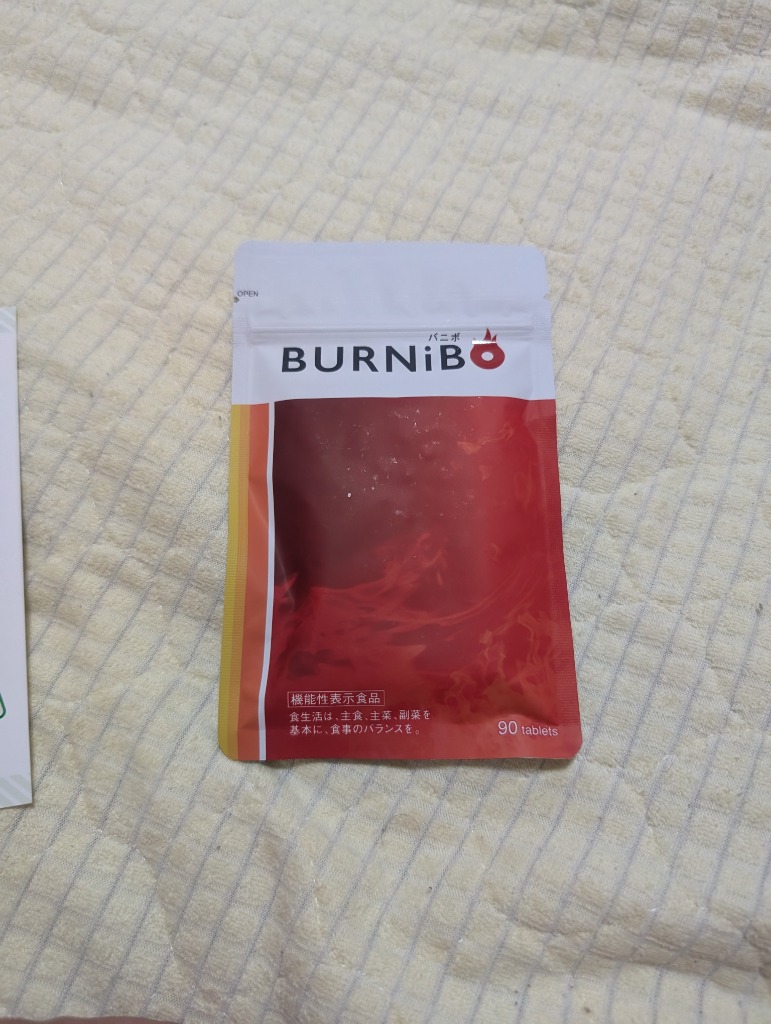 OPEN
バニボ
BURNiBO
機能性表示食品
食生活は、主食、主菜、副菜を
基本に、食事のバランスを。
90 tablets